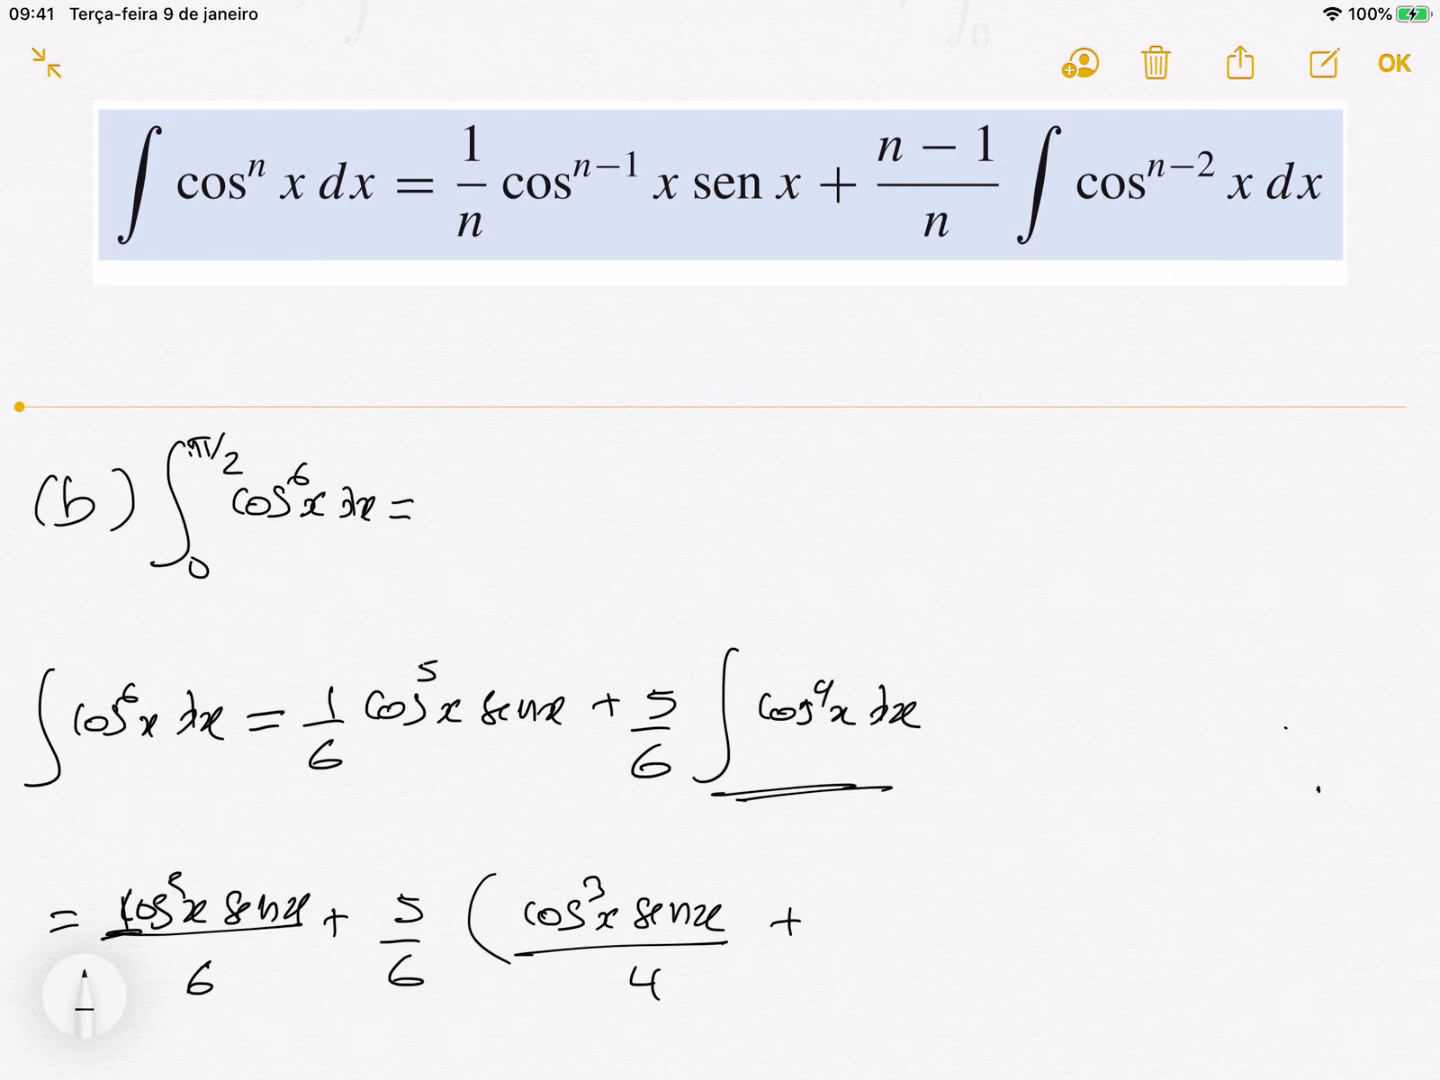 09:41 Terça-feira 9 de janeiro 100%
OK
∫ cosⁿ x dx = 1/n cosⁿ⁻¹ x sen x + n − 1/n ∫ cosⁿ⁻² x dx
(b) ∫₀^π/2 cos⁶x dx =
∫ cos⁶x dx = 1/6 cos⁵x senx + 5/6 ∫ cos⁴x dx
= cos⁵x senx/6 + 5/6 ( cos³x senx/4 +